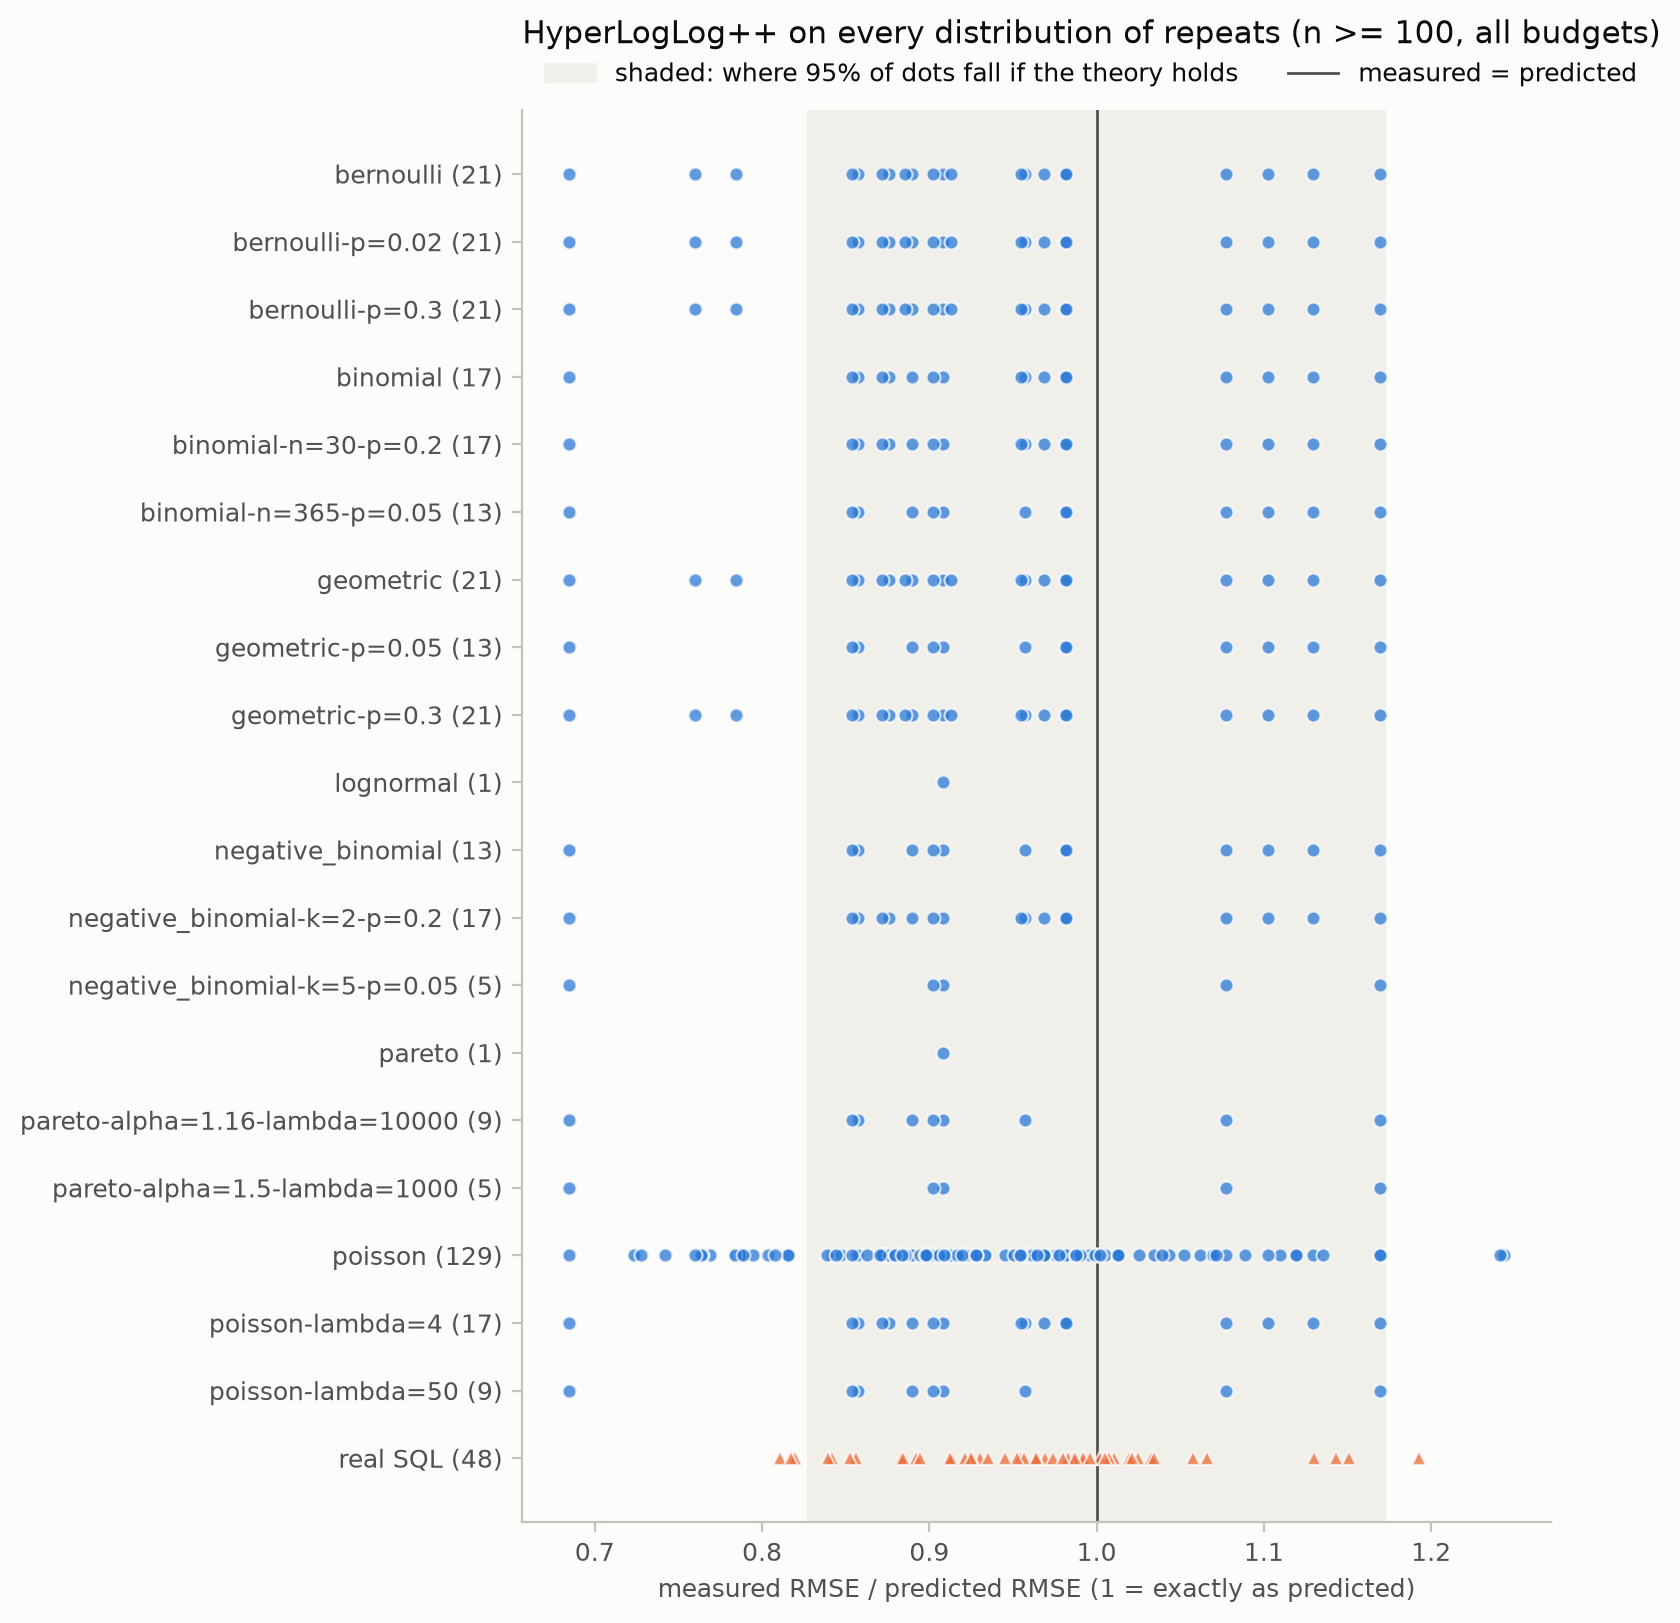 HyperLogLog++ on every distribution of repeats (n >= 100, all budgets)
shaded: where 95% of dots fall if the theory holds
measured = predicted
bernoulli (21)
bernoulli-p=0.02 (21)
bernoulli-p=0.3 (21)
binomial (17)
binomial-n=30-p=0.2 (17)
binomial-n=365-p=0.05 (13)
geometric (21)
geometric-p=0.05 (13)
geometric-p=0.3 (21)
lognormal (1)
negative_binomial (13)
negative_binomial-k=2-p=0.2 (17)
negative_binomial-k=5-p=0.05 (5)
pareto (1)
pareto-alpha=1.16-lambda=10000 (9)
pareto-alpha=1.5-lambda=1000 (5)
poisson (129)
poisson-lambda=4 (17)
poisson-lambda=50 (9)
real SQL (48)
0.7 0.8 0.9 1.0 1.1 1.2
measured RMSE / predicted RMSE (1 = exactly as predicted)